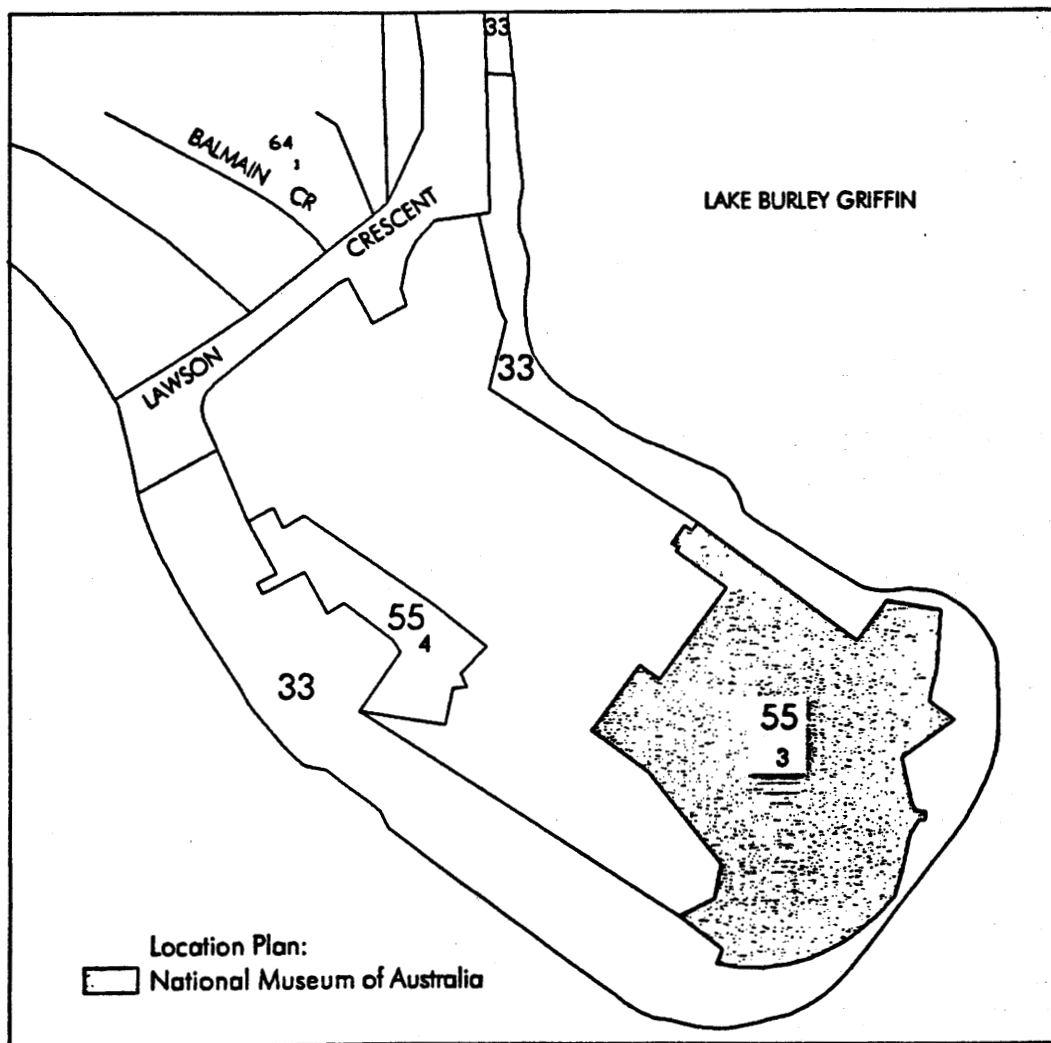 33
BALMAIN
64
1
CR
LAWSON
CRESCENT
LAKE BURLEY GRIFFIN
33
55
4
33
55
3
Location Plan:
National Museum of Australia